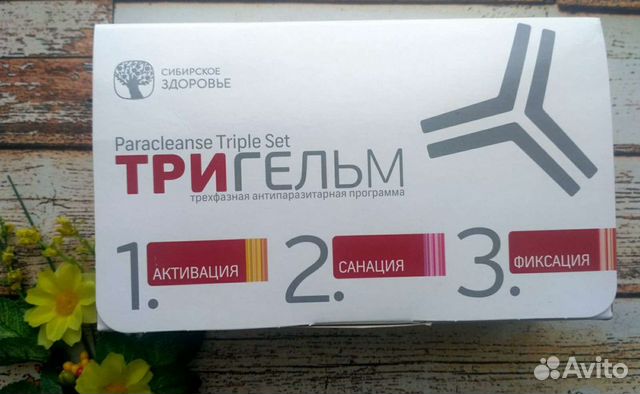 СИБИРСКОЕ
ЗДОРОВЬЕ
Paracleanse Triple Set
ТРИГЕЛЬМ
трехфазная антипаразитарная программа
1. АКТИВАЦИЯ
2. САНАЦИЯ
3. ФИКСАЦИЯ
Avito